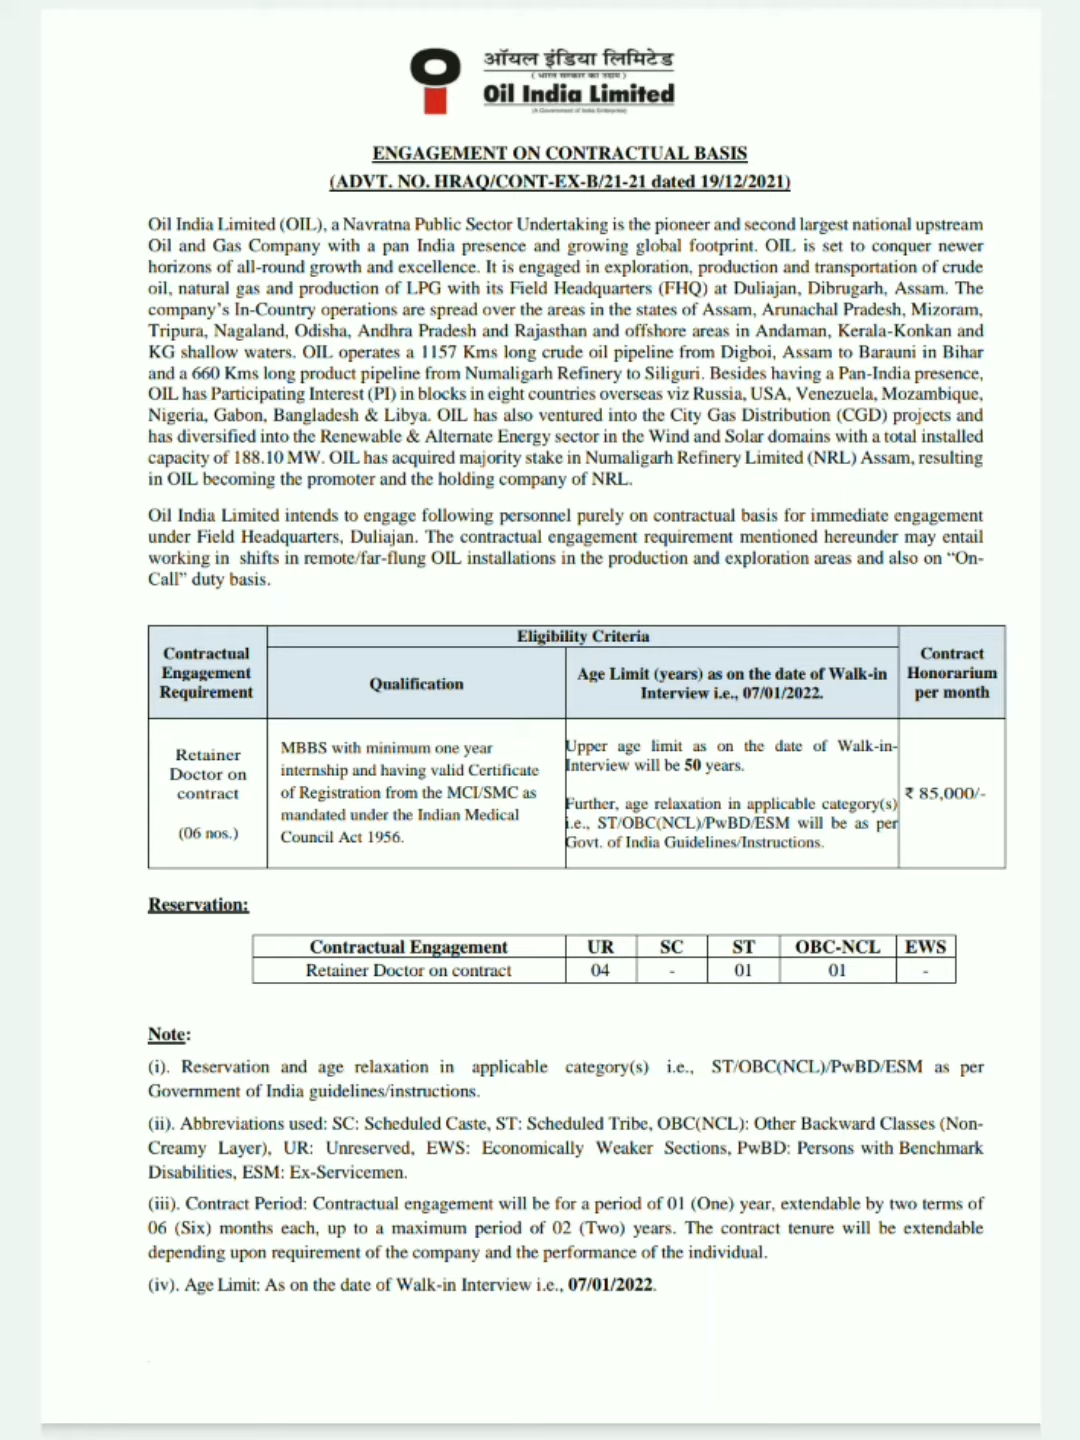 ऑयल इंडिया लिमिटेड
(भारत सरकार का उद्यम)
Oil India Limited
(A Government of India Enterprise)
ENGAGEMENT ON CONTRACTUAL BASIS
(ADVT. NO. HRAQ/CONT-EX-B/21-21 dated 19/12/2021)
Oil India Limited (OIL), a Navratna Public Sector Undertaking is the pioneer and second largest national upstream
Oil and Gas Company with a pan India presence and growing global footprint. OIL is set to conquer newer
horizons of all-round growth and excellence. It is engaged in exploration, production and transportation of crude
oil, natural gas and production of LPG with its Field Headquarters (FHQ) at Duliajan, Dibrugarh, Assam. The
company's In-Country operations are spread over the areas in the states of Assam, Arunachal Pradesh, Mizoram,
Tripura, Nagaland, Odisha, Andhra Pradesh and Rajasthan and offshore areas in Andaman, Kerala-Konkan and
KG shallow waters. OIL operates a 1157 Kms long crude oil pipeline from Digboi, Assam to Barauni in Bihar
and a 660 Kms long product pipeline from Numaligarh Refinery to Siliguri. Besides having a Pan-India presence,
OIL has Participating Interest (PI) in blocks in eight countries overseas viz Russia, USA, Venezuela, Mozambique,
Nigeria, Gabon, Bangladesh & Libya. OIL has also ventured into the City Gas Distribution (CGD) projects and
has diversified into the Renewable & Alternate Energy sector in the Wind and Solar domains with a total installed
capacity of 188.10 MW. OIL has acquired majority stake in Numaligarh Refinery Limited (NRL) Assam, resulting
in OIL becoming the promoter and the holding company of NRL.
Oil India Limited intends to engage following personnel purely on contractual basis for immediate engagement
under Field Headquarters, Duliajan. The contractual engagement requirement mentioned hereunder may entail
working in shifts in remote/far-flung OIL installations in the production and exploration areas and also on "On-
Call" duty basis.
Contractual
Engagement
Requirement
Eligibility Criteria
Qualification
Age Limit (years) as on the date of Walk-in
Interview i.e., 07/01/2022.
Contract
Honorarium
per month
Retainer
Doctor on
contract
(06 nos.)
MBBS with minimum one year
internship and having valid Certificate
of Registration from the MCI/SMC as
mandated under the Indian Medical
Council Act 1956.
Upper age limit as on the date of Walk-in-
Interview will be 50 years.
Further, age relaxation in applicable category(s)
i.e., ST/OBC(NCL)/PwBD/ESM will be as per
Govt. of India Guidelines/Instructions.
₹ 85,000/-
Reservation:
Contractual Engagement UR SC ST OBC-NCL EWS
Retainer Doctor on contract 04 - 01 01 -
Note:
(i). Reservation and age relaxation in applicable category(s) i.e., ST/OBC(NCL)/PwBD/ESM as per
Government of India guidelines/instructions.
(ii). Abbreviations used: SC: Scheduled Caste, ST: Scheduled Tribe, OBC(NCL): Other Backward Classes (Non-
Creamy Layer), UR: Unreserved, EWS: Economically Weaker Sections, PwBD: Persons with Benchmark
Disabilities, ESM: Ex-Servicemen.
(iii). Contract Period: Contractual engagement will be for a period of 01 (One) year, extendable by two terms of
06 (Six) months each, up to a maximum period of 02 (Two) years. The contract tenure will be extendable
depending upon requirement of the company and the performance of the individual.
(iv). Age Limit: As on the date of Walk-in Interview i.e., 07/01/2022.